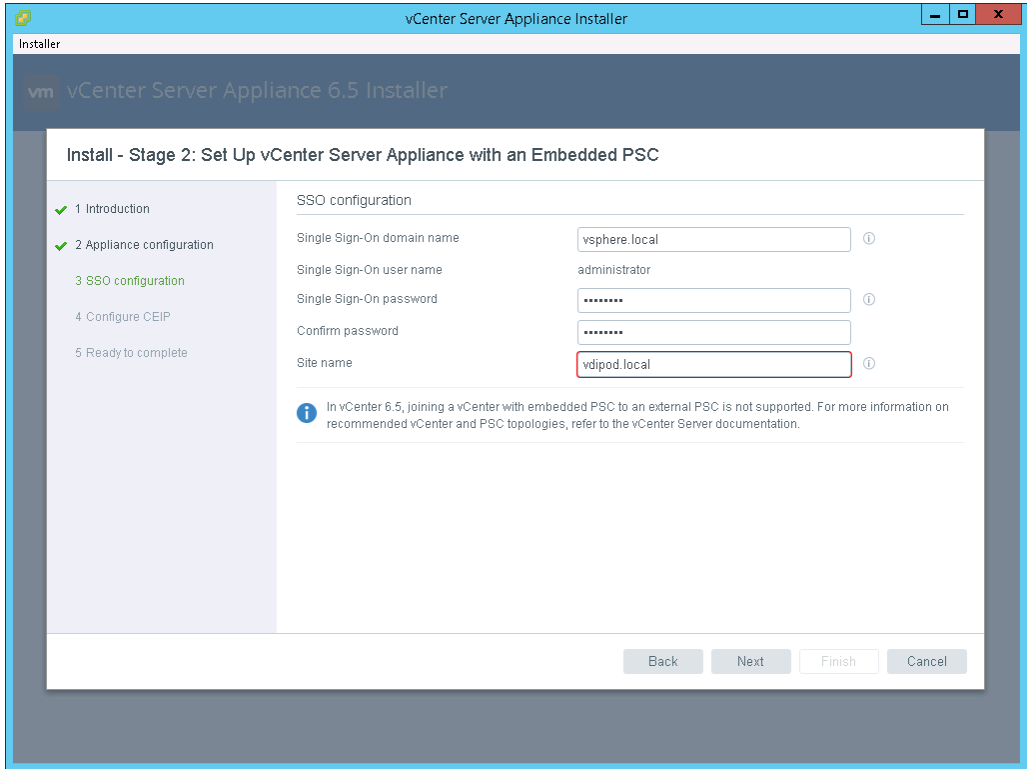 vCenter Server Appliance Installer
Installer
vm vCenter Server Appliance 6.5 Installer
Install - Stage 2: Set Up vCenter Server Appliance with an Embedded PSC
1 Introduction
2 Appliance configuration
3 SSO configuration
4 Configure CEIP
5 Ready to complete
SSO configuration
Single Sign-On domain name vsphere.local
Single Sign-On user name administrator
Single Sign-On password ••••••••
Confirm password ••••••••
Site name vdipod.local
In vCenter 6.5, joining a vCenter with embedded PSC to an external PSC is not supported. For more information on
recommended vCenter and PSC topologies, refer to the vCenter Server documentation.
Back Next Finish Cancel